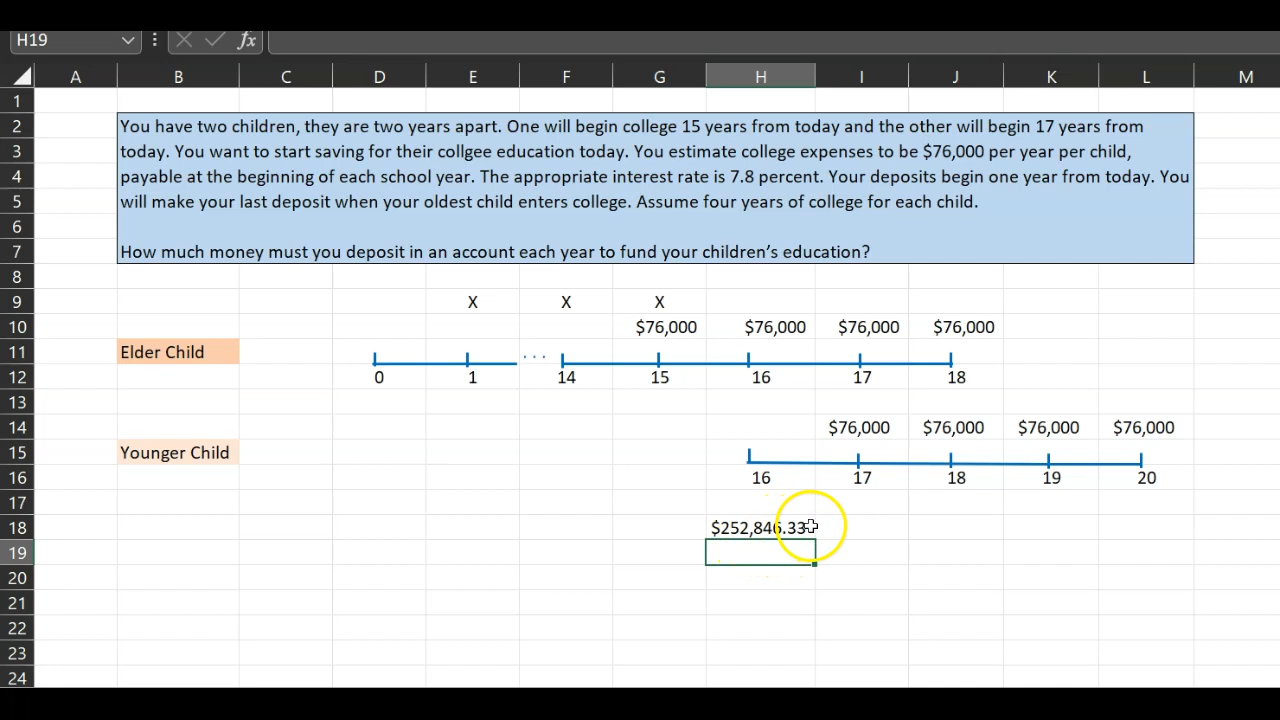 H19 fx
A B C D E F G H I J K L M
1
2 You have two children, they are two years apart. One will begin college 15 years from today and the other will begin 17 years from
3 today. You want to start saving for their collgee education today. You estimate college expenses to be $76,000 per year per child,
4 payable at the beginning of each school year. The appropriate interest rate is 7.8 percent. Your deposits begin one year from today. You
5 will make your last deposit when your oldest child enters college. Assume four years of college for each child.
6
7 How much money must you deposit in an account each year to fund your children’s education?
8
9 X X X
10 $76,000 $76,000 $76,000 $76,000
11 Elder Child ...
12 0 1 14 15 16 17 18
13
14 $76,000 $76,000 $76,000 $76,000
15 Younger Child
16 16 17 18 19 20
17
18 $252,846.33
19
20
21
22
23
24